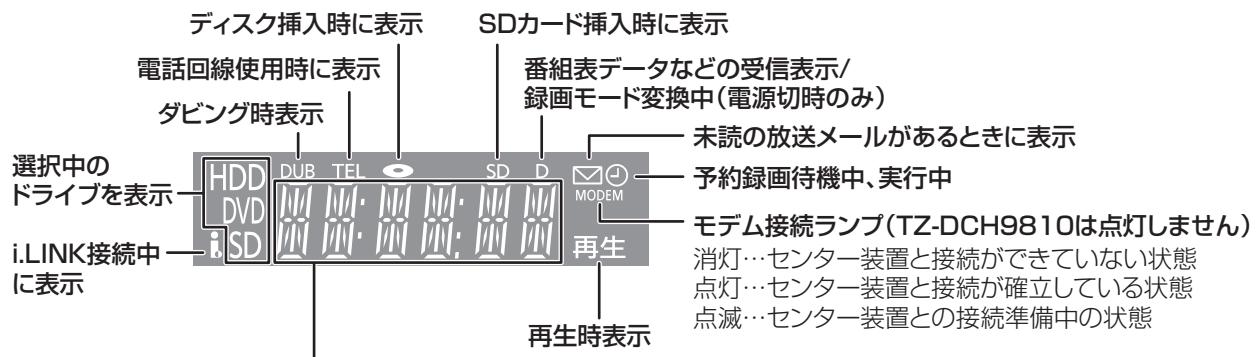 ディスク挿入時に表示
SDカード挿入時に表示
電話回線使用時に表示
番組表データなどの受信表示/
録画モード変換中(電源切時のみ)
ダビング時表示
未読の放送メールがあるときに表示
選択中の
ドライブを表示
HDD
DUB TEL SD D
予約録画待機中、実行中
DVD
MODEM
モデム接続ランプ(TZ-DCH9810は点灯しません)
i.LINK接続中
に表示
i SD
再生
消灯…センター装置と接続ができていない状態
点灯…センター装置と接続が確立している状態
点滅…センター装置との接続準備中の状態
再生時表示